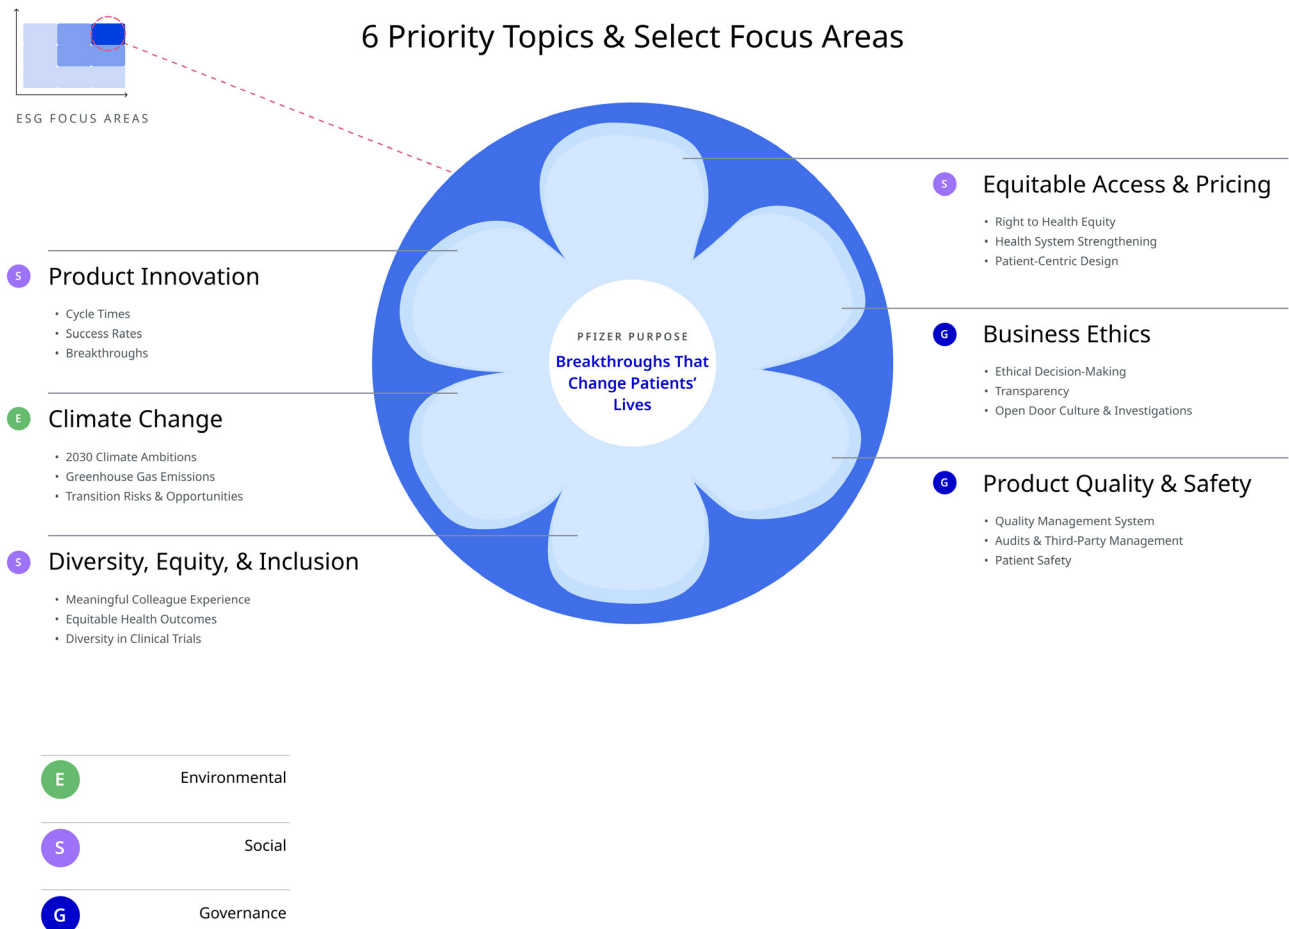 6 Priority Topics & Select Focus Areas
ESG FOCUS AREAS
S
Product Innovation
• Cycle Times
• Success Rates
• Breakthroughs
E
Climate Change
• 2030 Climate Ambitions
• Greenhouse Gas Emissions
• Transition Risks & Opportunities
S
Diversity, Equity, & Inclusion
• Meaningful Colleague Experience
• Equitable Health Outcomes
• Diversity in Clinical Trials
PFIZER PURPOSE
Breakthroughs That
Change Patients’
Lives
S
Equitable Access & Pricing
• Right to Health Equity
• Health System Strengthening
• Patient-Centric Design
G
Business Ethics
• Ethical Decision-Making
• Transparency
• Open Door Culture & Investigations
G
Product Quality & Safety
• Quality Management System
• Audits & Third-Party Management
• Patient Safety
E Environmental
S Social
G Governance